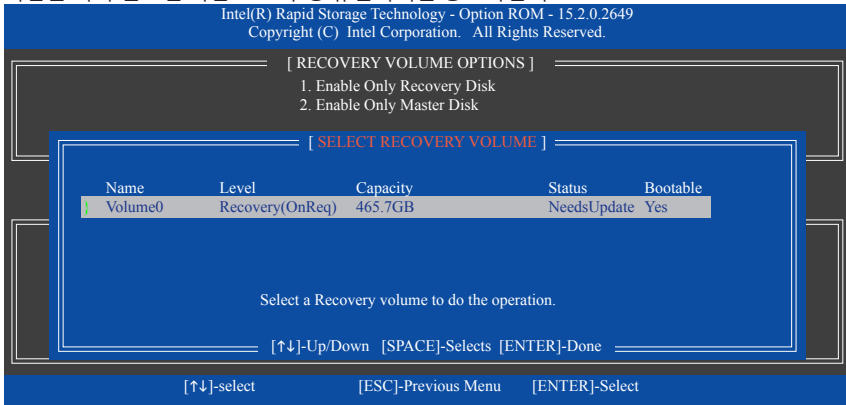 Intel(R) Rapid Storage Technology - Option ROM - 15.2.0.2649
Copyright (C) Intel Corporation. All Rights Reserved.
[ RECOVERY VOLUME OPTIONS ]
1. Enable Only Recovery Disk
2. Enable Only Master Disk
[ SELECT RECOVERY VOLUME ]
Name Level Capacity Status Bootable
Volume0 Recovery(OnReq) 465.7GB NeedsUpdate Yes
Select a Recovery volume to do the operation.
[↑↓]-Up/Down [SPACE]-Selects [ENTER]-Done
[↑↓]-select [ESC]-Previous Menu [ENTER]-Select